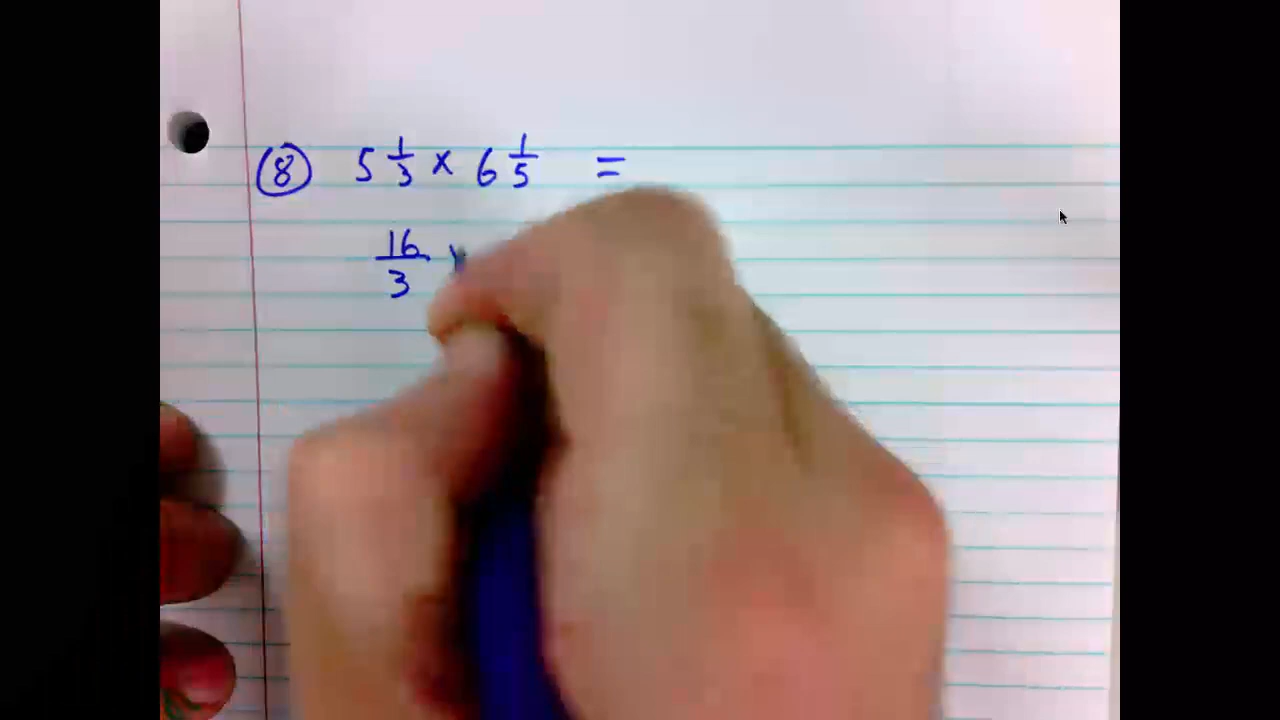 ⑧ 5 1/3 × 6 1/5 =
16/3 ×